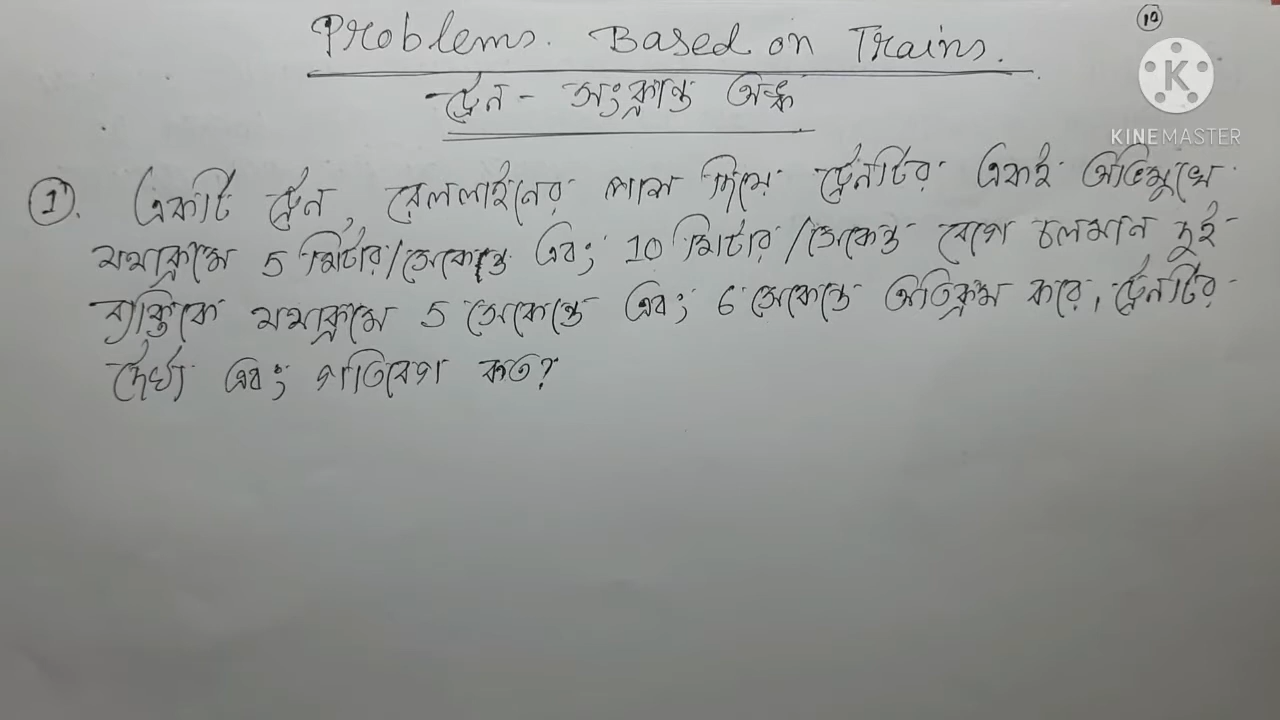 10
Problems. Based on Trains.
K
KINEMASTER
ট্রেন - সংক্রান্ত অঙ্ক
1. একটি ট্রেন, রেললাইনের পাশ দিয়ে ট্রেনটির একই অভিমুখে
যথাক্রমে 5 মিটার/সেকেন্ড এবং 10 মিটার/সেকেন্ড বেগে চলমান দুই
ব্যক্তিকে যথাক্রমে 5 সেকেন্ডে এবং 6 সেকেন্ডে অতিক্রম করে, ট্রেনটির
দৈর্ঘ্য এবং গতিবেগ কত?